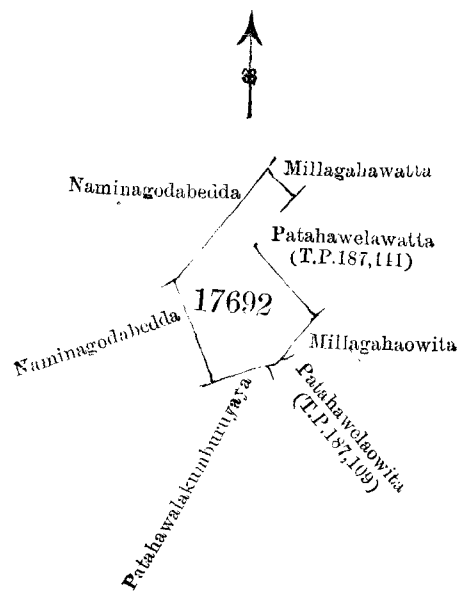 Millagahawatta
Naminagodabedda
Patahawelawatta
(T.P.187,141)
17692
Naminagodabedda
Millagahaowita
Patahawelaowita
(T.P.187,109)
Patahawalakumburuyaya